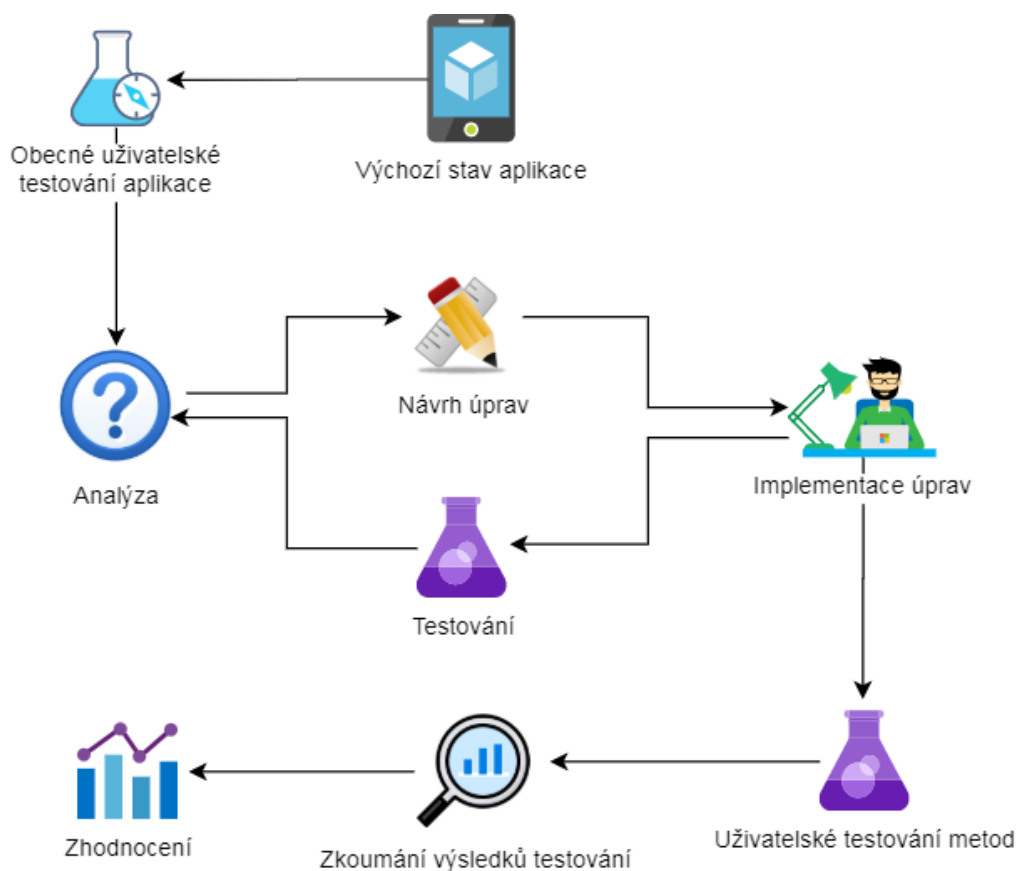 Obecné uživatelské
testování aplikace
Výchozí stav aplikace
Návrh úprav
Analýza
Implementace úprav
Testování
Zhodnocení
Zkoumání výsledků testování
Uživatelské testování metod